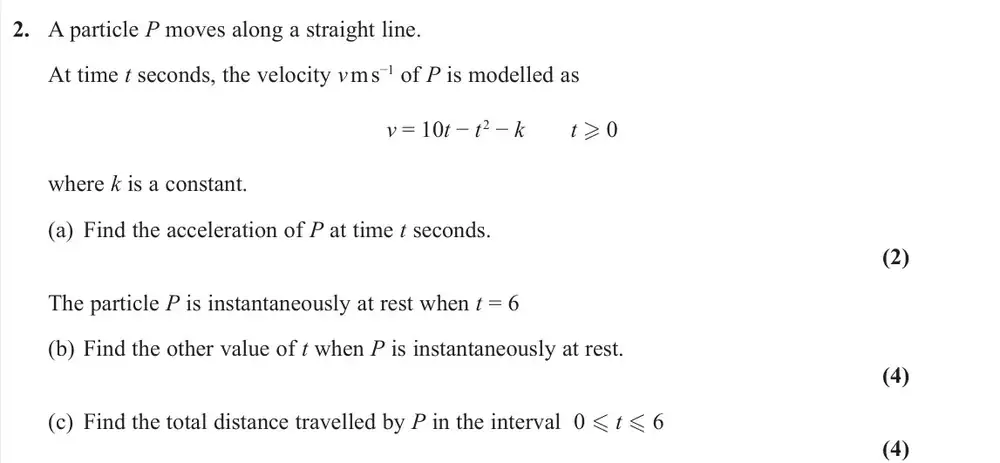 2. A particle P moves along a straight line.
At time t seconds, the velocity v m s⁻¹ of P is modelled as
v = 10t − t² − k t ⩾ 0
where k is a constant.
(a) Find the acceleration of P at time t seconds.
(2)
The particle P is instantaneously at rest when t = 6
(b) Find the other value of t when P is instantaneously at rest.
(4)
(c) Find the total distance travelled by P in the interval 0 ⩽ t ⩽ 6
(4)